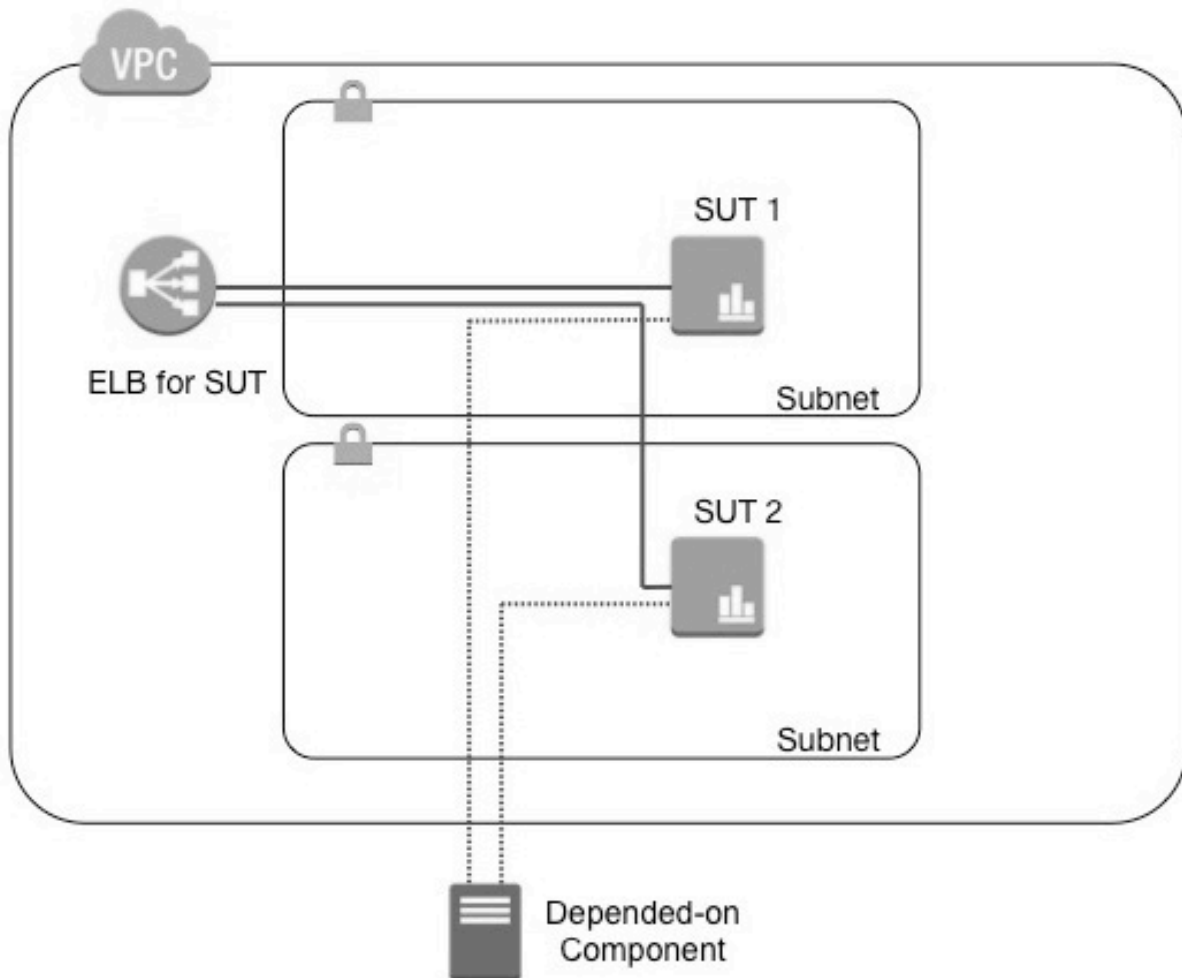 VPC
SUT 1
ELB for SUT
Subnet
SUT 2
Subnet
Depended-on
Component